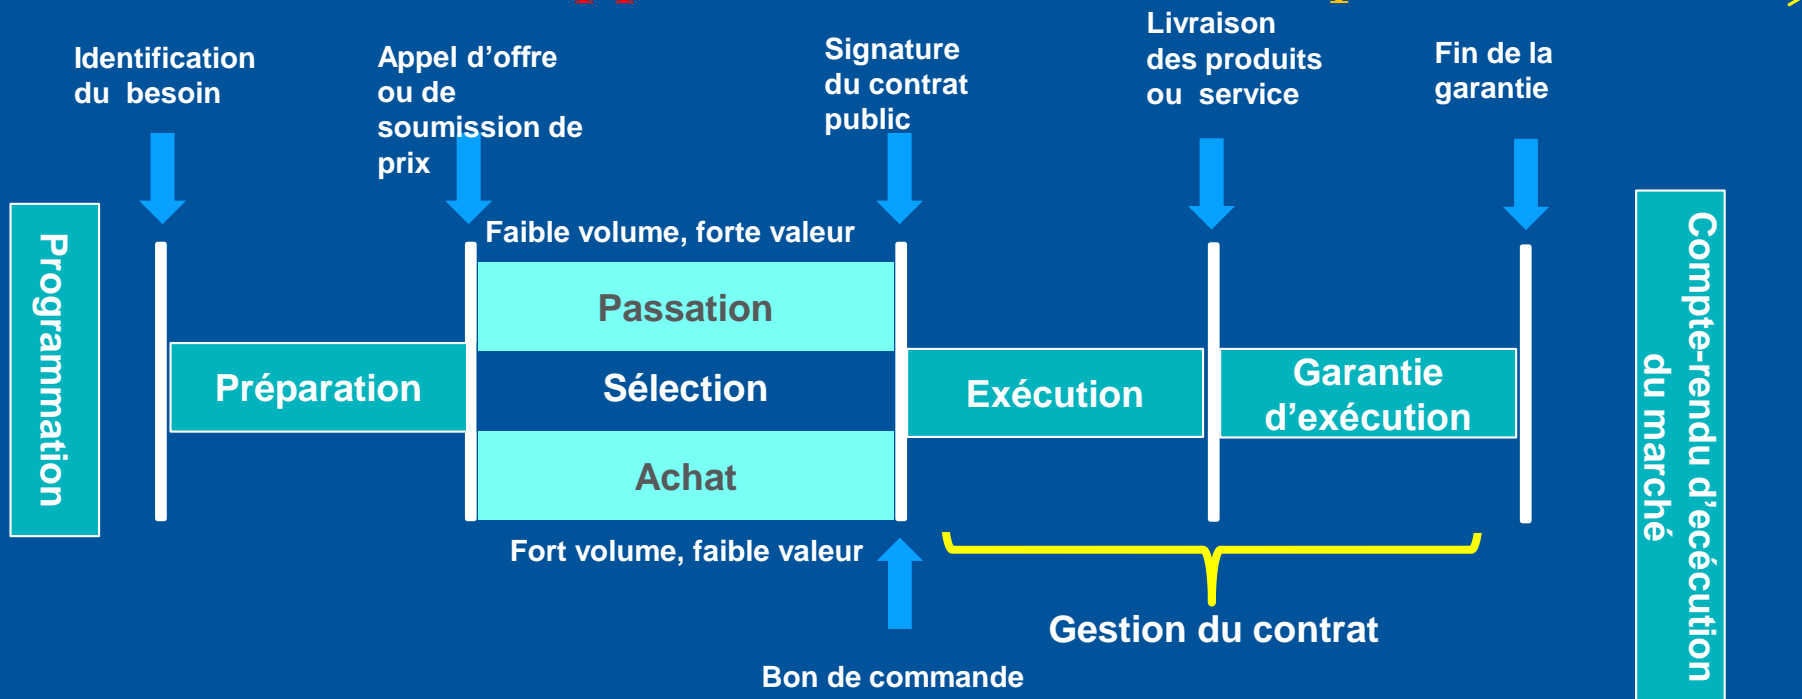 Identification
du besoin
Appel d’offre
ou de
soumission de
prix
Signature
du contrat
public
Livraison
des produits
ou service
Fin de la
garantie
Programmation
Faible volume, forte valeur
Passation
Préparation
Sélection
Exécution
Garantie
d’exécution
Achat
Fort volume, faible valeur
Gestion du contrat
Bon de commande
Compte-rendu d’ecécution
du marché